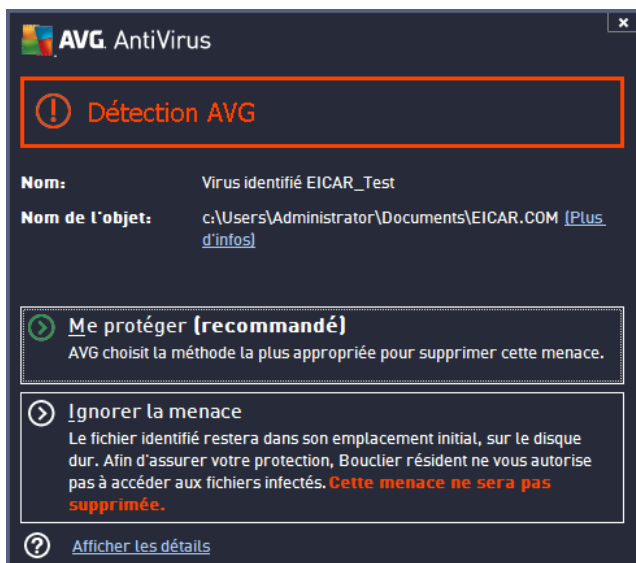 AVG AntiVirus
Détection AVG
Nom: Virus identifié EICAR_Test
Nom de l'objet: c:\Users\Administrator\Documents\EICAR.COM (Plus
d'infos)
Me protéger (recommandé)
AVG choisit la méthode la plus appropriée pour supprimer cette menace.
Ignorer la menace
Le fichier identifié restera dans son emplacement initial, sur le disque
dur. Afin d'assurer votre protection, Bouclier résident ne vous autorise
pas à accéder aux fichiers infectés. Cette menace ne sera pas
supprimée.
Afficher les détails